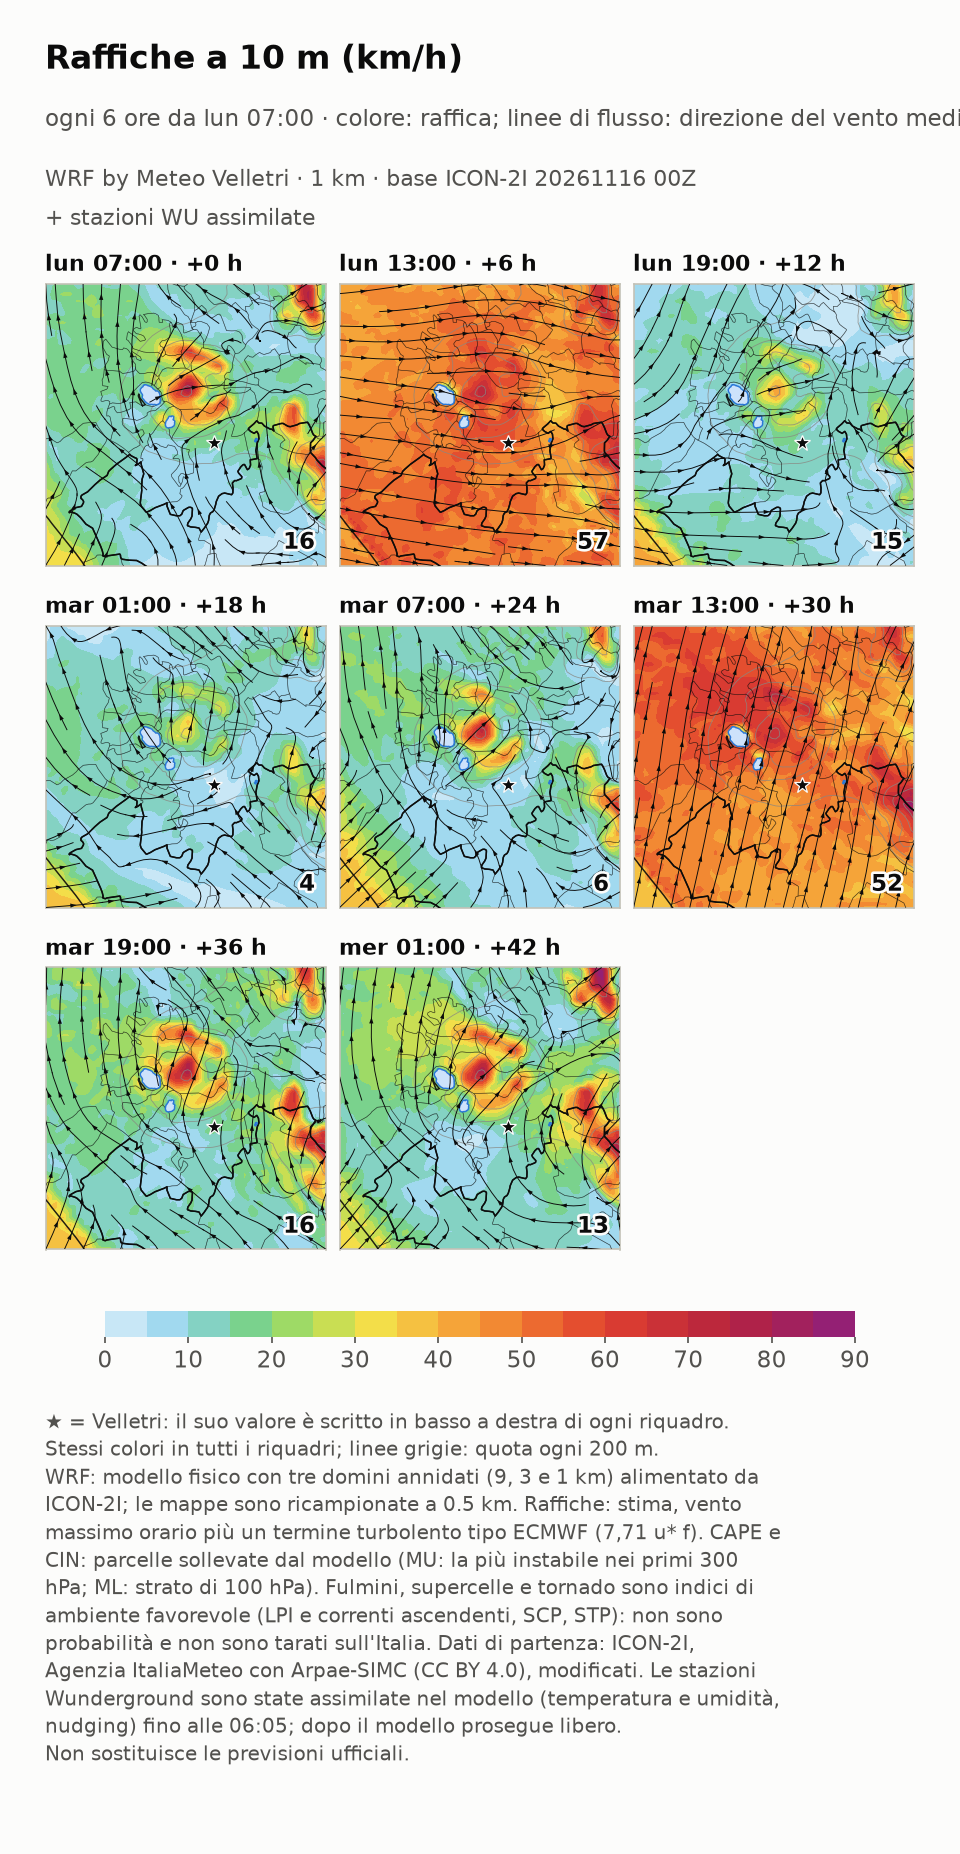 Raffiche a 10 m (km/h)
ogni 6 ore da lun 07:00 · colore: raffica; linee di flusso: direzione del vento medi
WRF by Meteo Velletri · 1 km · base ICON-2I 20261116 00Z
+ stazioni WU assimilate
lun 07:00 · +0 h
lun 13:00 · +6 h
lun 19:00 · +12 h
16
57
15
mar 01:00 · +18 h
mar 07:00 · +24 h
mar 13:00 · +30 h
4
6
52
mar 19:00 · +36 h
mer 01:00 · +42 h
16
13
0 10 20 30 40 50 60 70 80 90
★ = Velletri: il suo valore è scritto in basso a destra di ogni riquadro.
Stessi colori in tutti i riquadri; linee grigie: quota ogni 200 m.
WRF: modello fisico con tre domini annidati (9, 3 e 1 km) alimentato da
ICON-2I; le mappe sono ricampionate a 0.5 km. Raffiche: stima, vento
massimo orario più un termine turbolento tipo ECMWF (7,71 u* f). CAPE e
CIN: parcelle sollevate dal modello (MU: la più instabile nei primi 300
hPa; ML: strato di 100 hPa). Fulmini, supercelle e tornado sono indici di
ambiente favorevole (LPI e correnti ascendenti, SCP, STP): non sono
probabilità e non sono tarati sull'Italia. Dati di partenza: ICON-2I,
Agenzia ItaliaMeteo con Arpae-SIMC (CC BY 4.0), modificati. Le stazioni
Wunderground sono state assimilate nel modello (temperatura e umidità,
nudging) fino alle 06:05; dopo il modello prosegue libero.
Non sostituisce le previsioni ufficiali.